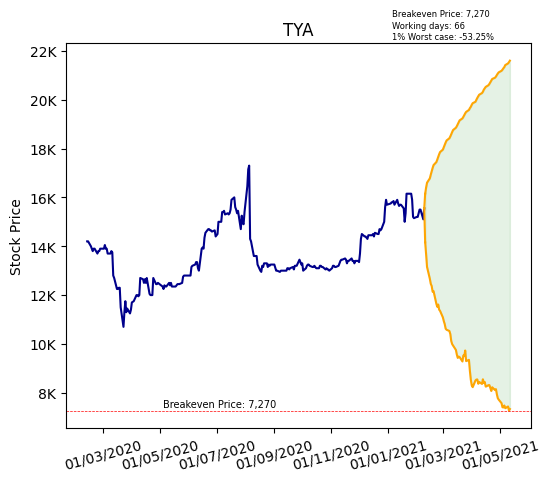 Breakeven Price: 7,270
Working days: 66
1% Worst case: -53.25%
TYA
Stock Price
22K
20K
18K
16K
14K
12K
10K
8K
Breakeven Price: 7,270
01/03/2020
01/05/2020
01/07/2020
01/09/2020
01/11/2020
01/01/2021
01/03/2021
01/05/2021